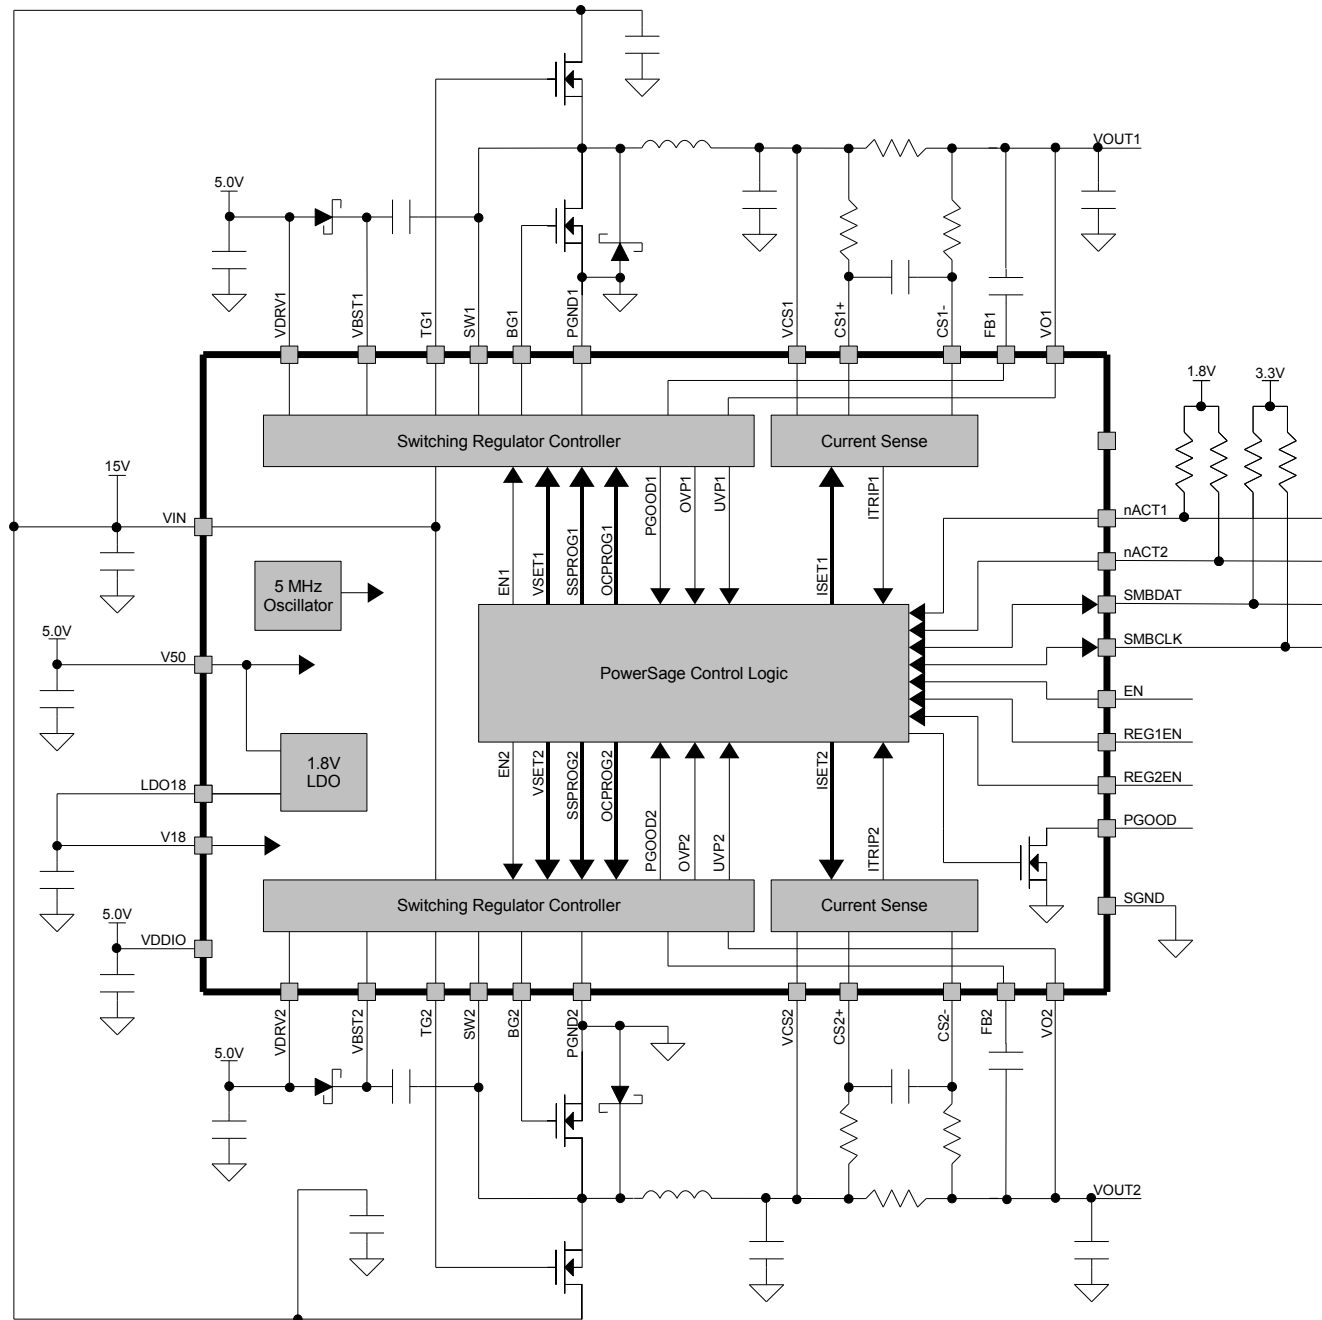 VOUT1
5.0V
VDRV1
VBST1
TG1
SW1
BG1
PGND1
VCS1
CS1+
CS1-
FB1
VO1
1.8V
3.3V
Switching Regulator Controller
Current Sense
15V
VIN
EN1
VSET1
SSPROG1
OCPROG1
PGOOD1
OVP1
UVP1
ISET1
ITRIP1
nACT1
nACT2
5 MHz
Oscillator
SMBDAT
5.0V
SMBCLK
V50
PowerSage Control Logic
EN
REG1EN
1.8V
LDO
LDO18
REG2EN
EN2
VSET2
SSPROG2
OCPROG2
PGOOD2
OVP2
UVP2
ISET2
ITRIP2
PGOOD
V18
Switching Regulator Controller
Current Sense
SGND
5.0V
VDDIO
VDRV2
VBST2
TG2
SW2
BG2
PGND2
VCS2
CS2+
CS2-
FB2
VO2
5.0V
VOUT2